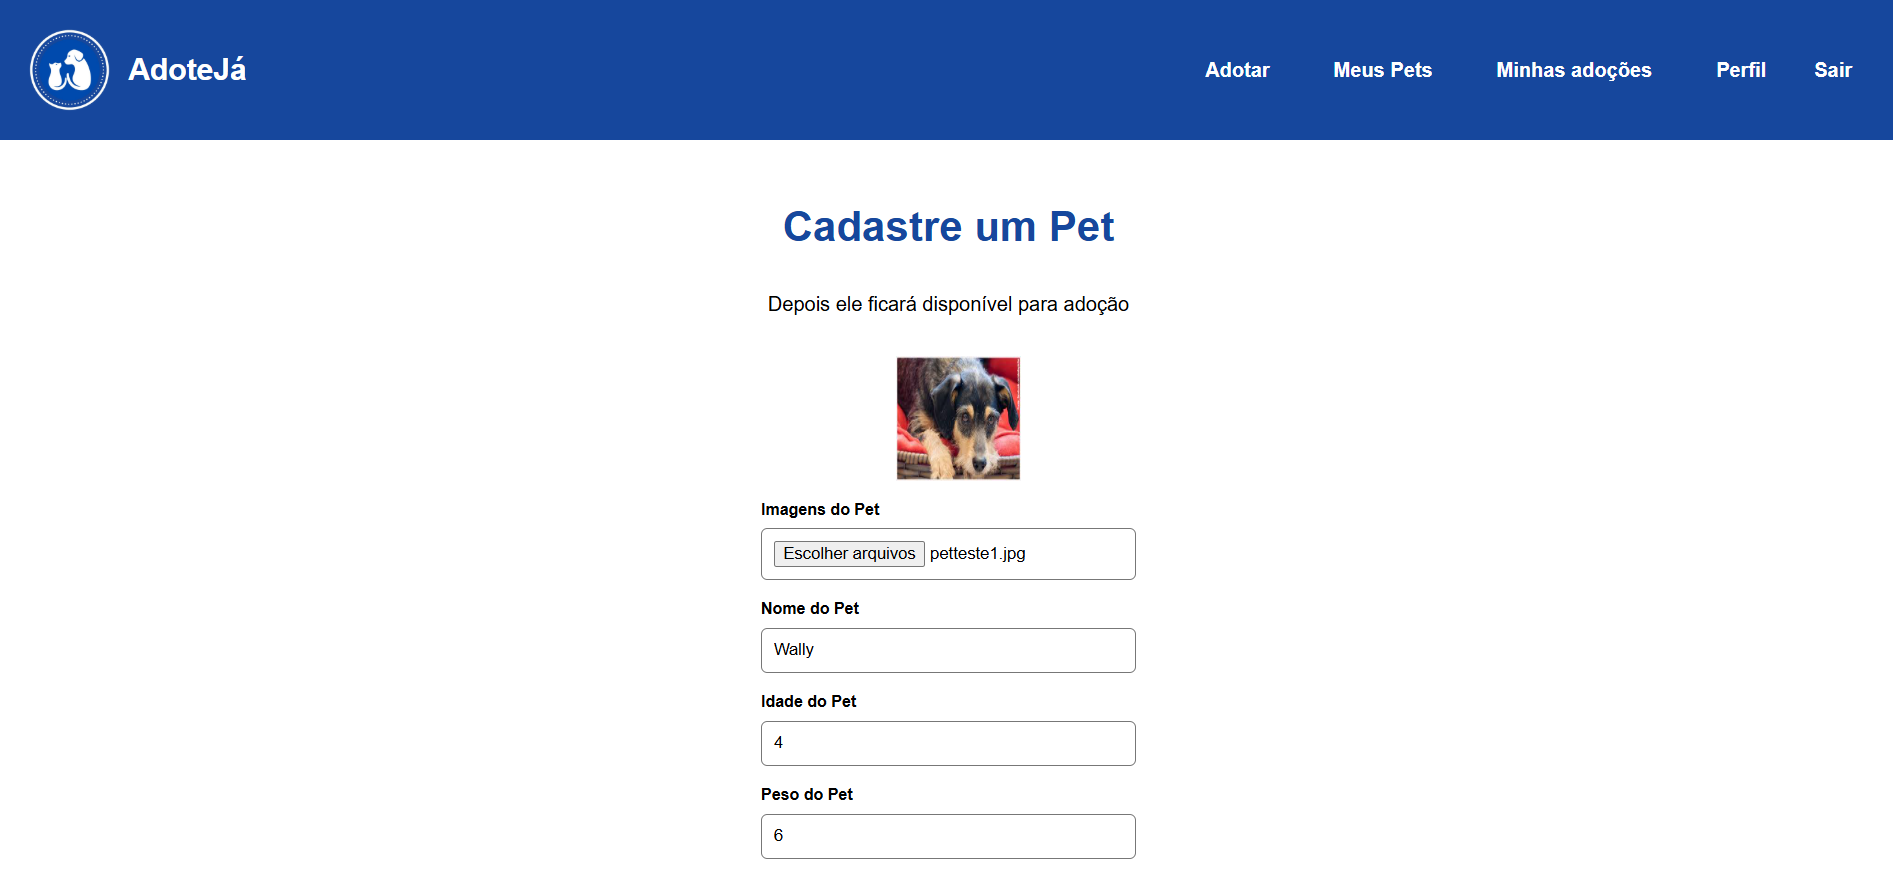 AdoteJá
Adotar Meus Pets Minhas adoções Perfil Sair
Cadastre um Pet
Depois ele ficará disponível para adoção
Imagens do Pet
Escolher arquivos petteste1.jpg
Nome do Pet
Wally
Idade do Pet
4
Peso do Pet
6